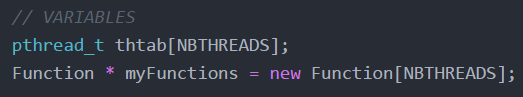 // VARIABLES
pthread_t thtab[NBTHREADS];
Function * myFunctions = new Function[NBTHREADS];